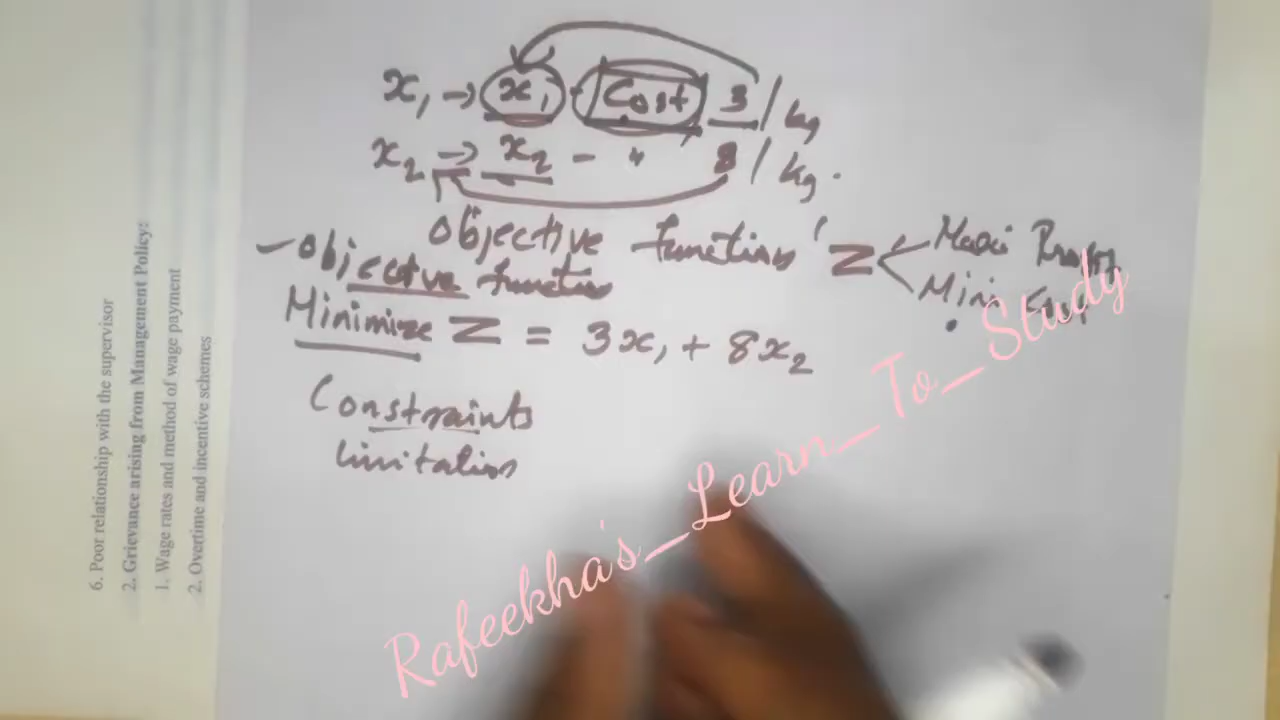 x₁ → x₁ - Cost 3 / kg
x₂ → x₂ - " 8 / kg.
Objective function Z
Maxi
Mini
- Objective function
Minimize Z = 3x₁ + 8x₂
Constraints
limitation
6. Poor relationship with the supervisor
2. Grievance arising from Management Policy:
1. Wage rates and method of wage payment
2. Overtime and incentive schemes
Rafeekha's_Learn_To_Study